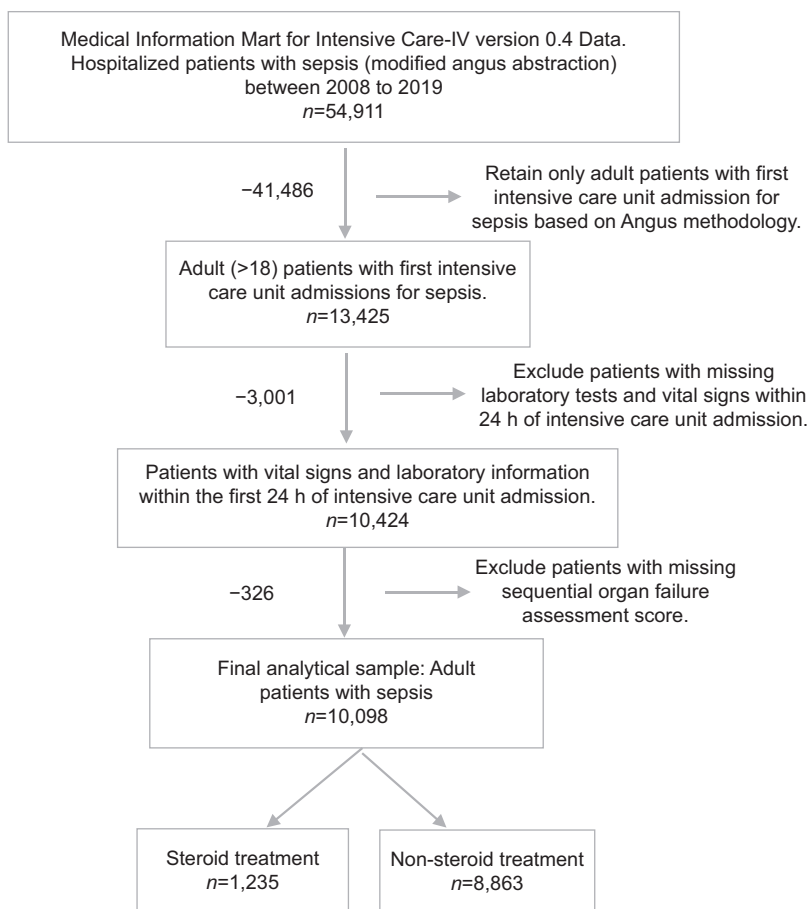 Medical Information Mart for Intensive Care-IV version 0.4 Data.
Hospitalized patients with sepsis (modified angus abstraction)
between 2008 to 2019
n=54,911
−41,486
Retain only adult patients with first
intensive care unit admission for
sepsis based on Angus methodology.
Adult (>18) patients with first intensive
care unit admissions for sepsis.
n=13,425
−3,001
Exclude patients with missing
laboratory tests and vital signs within
24 h of intensive care unit admission.
Patients with vital signs and laboratory information
within the first 24 h of intensive care unit admission.
n=10,424
−326
Exclude patients with missing
sequential organ failure
assessment score.
Final analytical sample: Adult
patients with sepsis
n=10,098
Steroid treatment
n=1,235
Non-steroid treatment
n=8,863